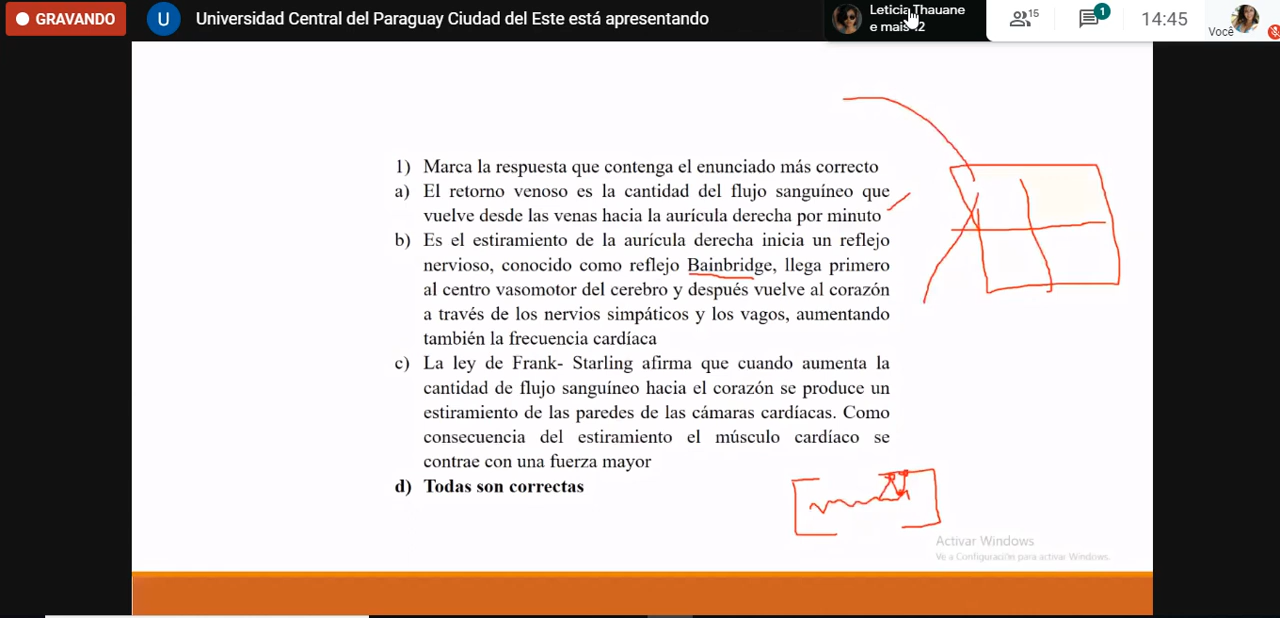 GRAVANDO
U
Universidad Central del Paraguay Ciudad del Este está apresentando
Leticia Thauane
e mais 12
15
1
14:45
Você
1) Marca la respuesta que contenga el enunciado más correcto
a) El retorno venoso es la cantidad del flujo sanguíneo que
vuelve desde las venas hacia la aurícula derecha por minuto
b) Es el estiramiento de la aurícula derecha inicia un reflejo
nervioso, conocido como reflejo Bainbridge, llega primero
al centro vasomotor del cerebro y después vuelve al corazón
a través de los nervios simpáticos y los vagos, aumentando
también la frecuencia cardíaca
c) La ley de Frank- Starling afirma que cuando aumenta la
cantidad de flujo sanguíneo hacia el corazón se produce un
estiramiento de las paredes de las cámaras cardíacas. Como
consecuencia del estiramiento el músculo cardíaco se
contrae con una fuerza mayor
d) Todas son correctas
Activar Windows
Ve a Configuración para activar Windows.